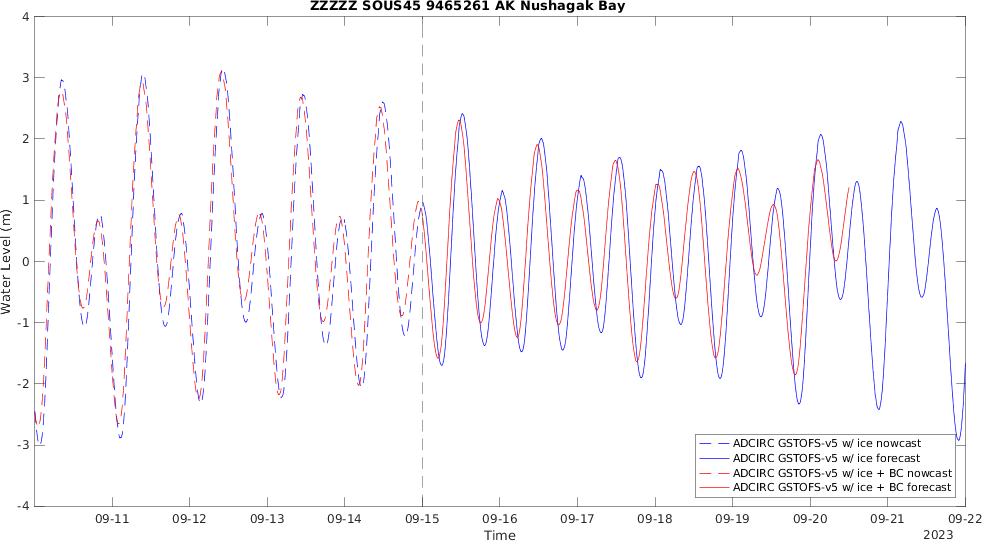 ZZZZZ SOUS45 9465261 AK Nushagak Bay
4
3
2
1
0
-1
-2
-3
-4
Water Level (m)
ADCIRC GSTOFS-v5 w/ ice nowcast
ADCIRC GSTOFS-v5 w/ ice forecast
ADCIRC GSTOFS-v5 w/ ice + BC nowcast
ADCIRC GSTOFS-v5 w/ ice + BC forecast
09-11 09-12 09-13 09-14 09-15 09-16 09-17 09-18 09-19 09-20 09-21 09-22
Time
2023